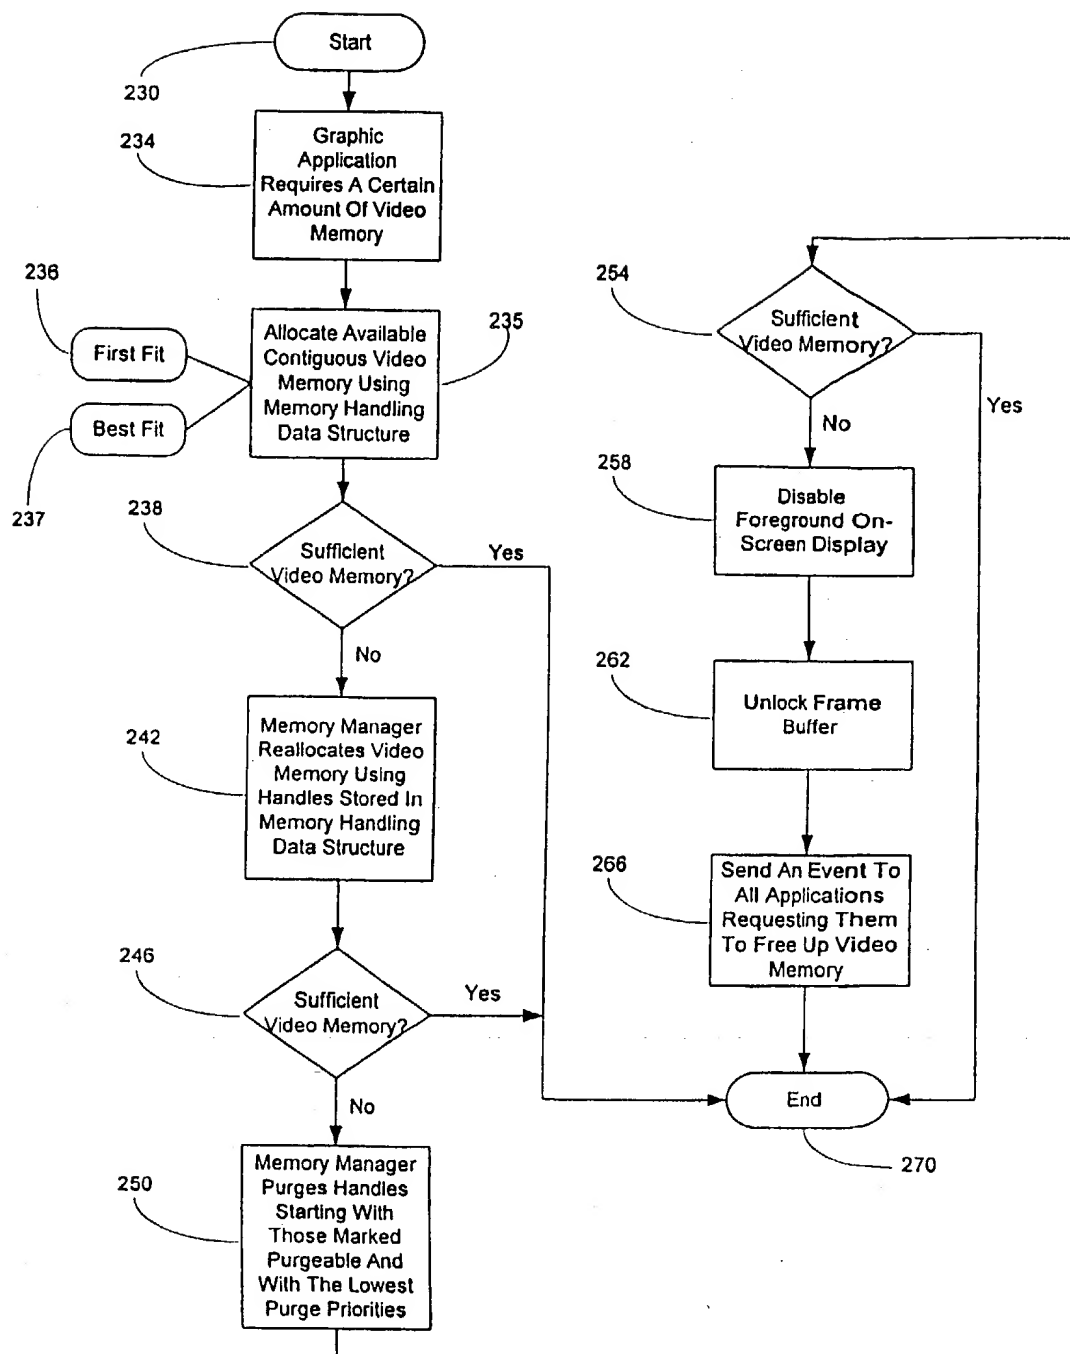 Start
230
234
Graphic
Application
Requires A Certain
Amount Of Video
Memory
236
First Fit
Best Fit
237
235
Allocate Available
Contiguous Video
Memory Using
Memory Handling
Data Structure
238
Sufficient
Video Memory?
Yes
No
242
Memory Manager
Reallocates Video
Memory Using
Handles Stored In
Memory Handling
Data Structure
246
Sufficient
Video Memory?
Yes
No
250
Memory Manager
Purges Handles
Starting With
Those Marked
Purgeable And
With The Lowest
Purge Priorities
254
Sufficient
Video Memory?
Yes
No
258
Disable
Foreground On-
Screen Display
262
Unlock Frame
Buffer
266
Send An Event To
All Applications
Requesting Them
To Free Up Video
Memory
End
270